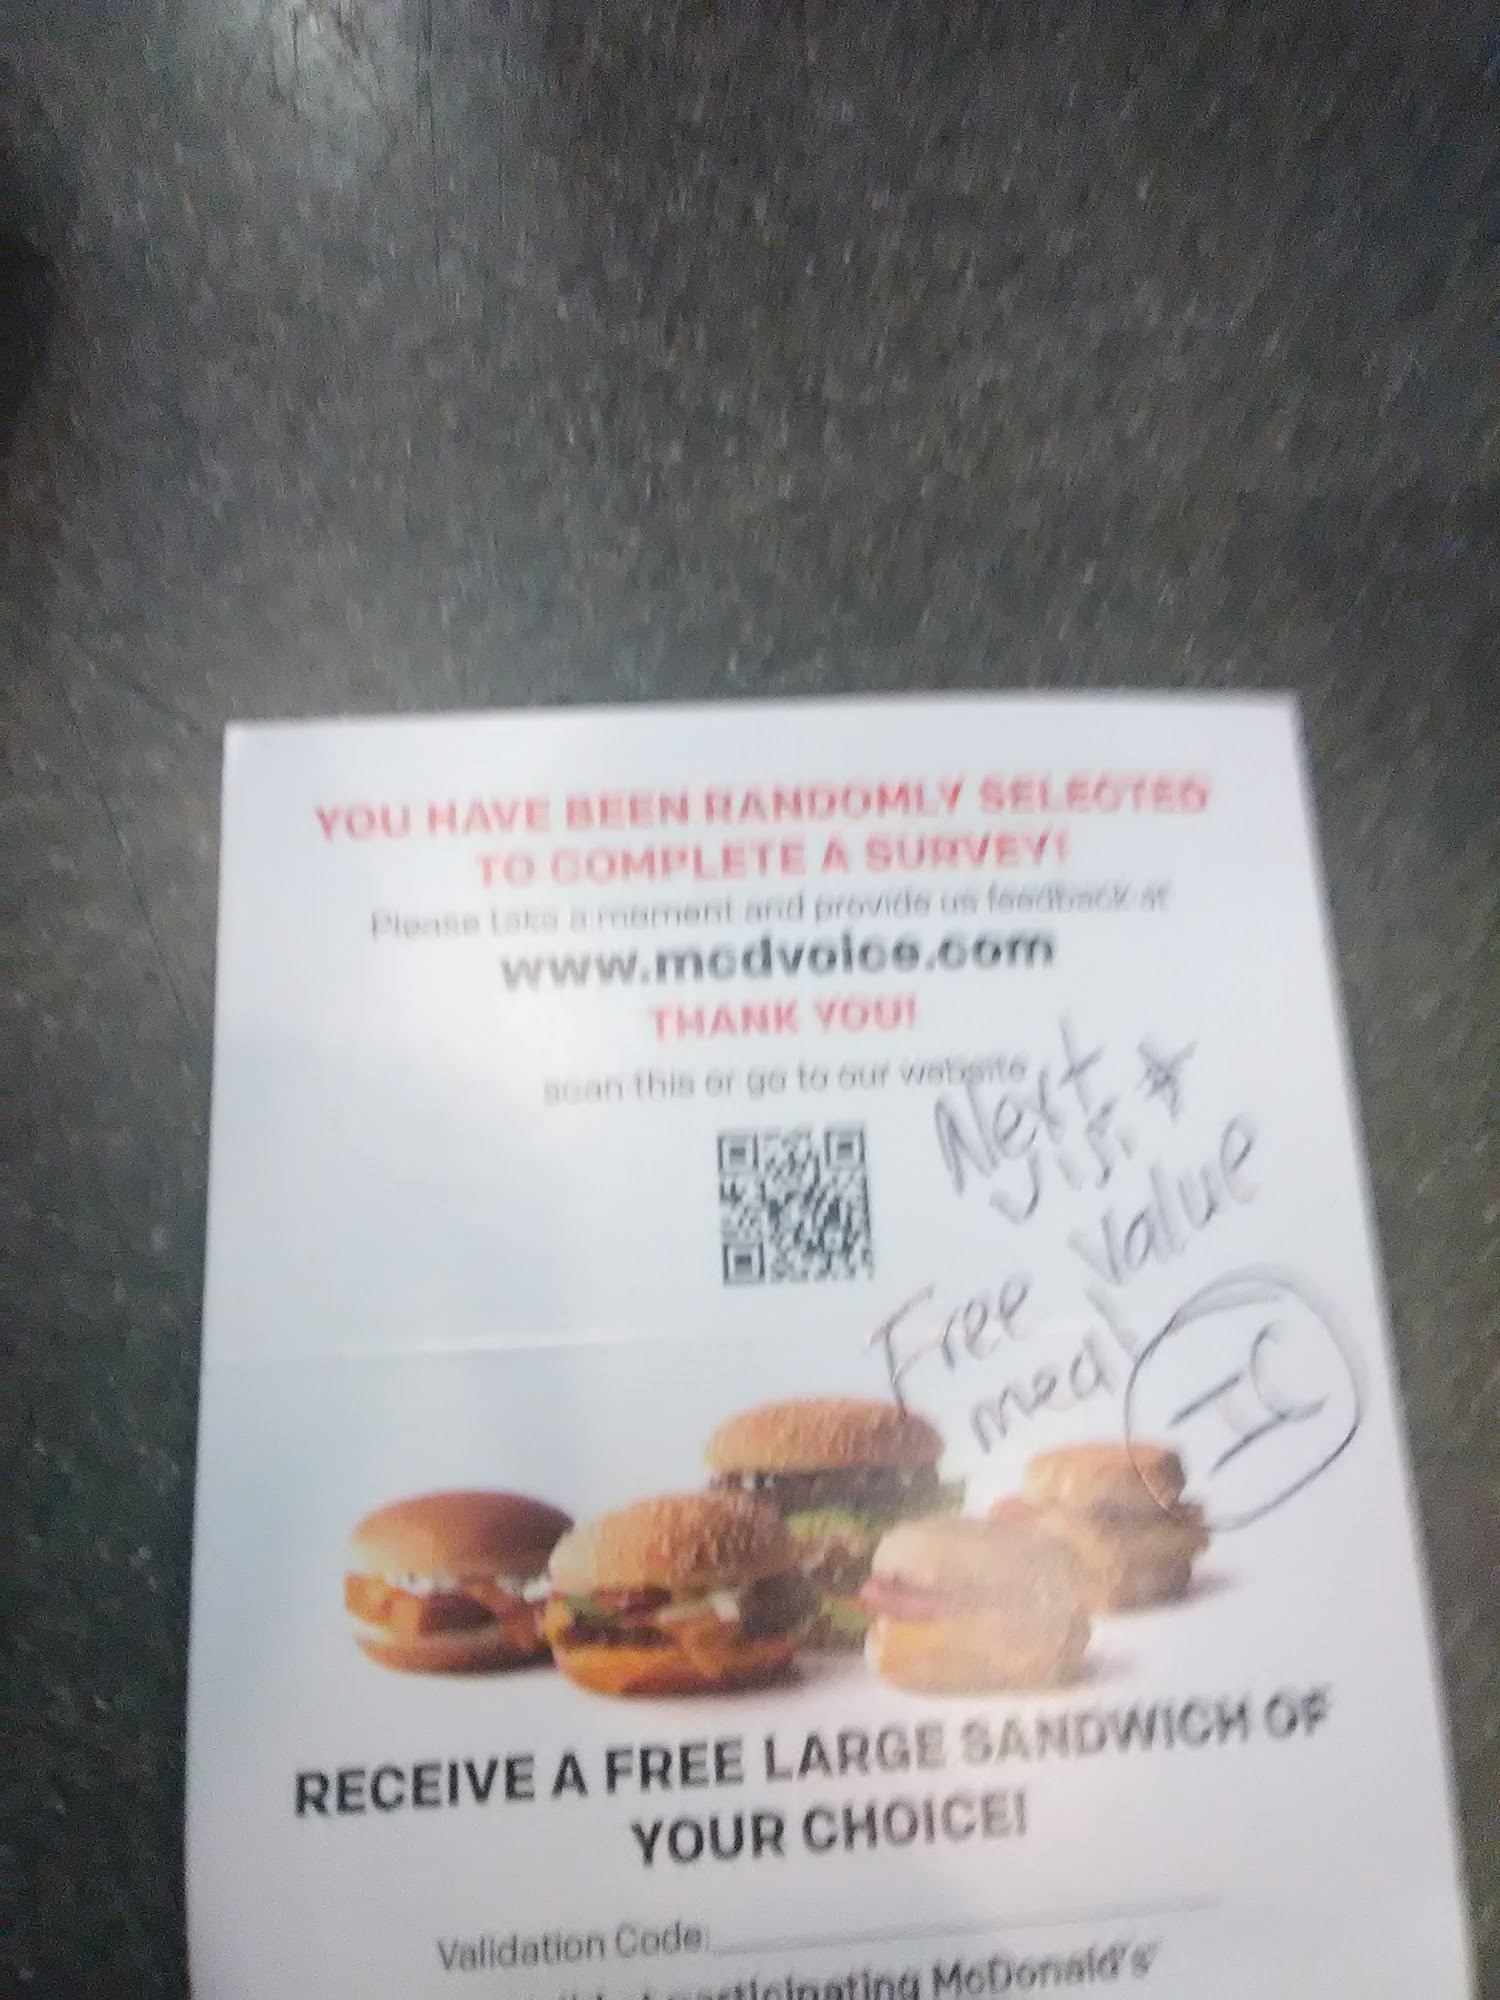 YOU HAVE BEEN RANDOMLY SELECTED
TO COMPLETE A SURVEY!
Please take a moment and provide us feedback at
www.mcdvoice.com
THANK YOU!
scan this or go to our website
Next
visi
Free Value
meal
IC
RECEIVE A FREE LARGE SANDWICH OF
YOUR CHOICE!
Validation Code:
participating McDonald's